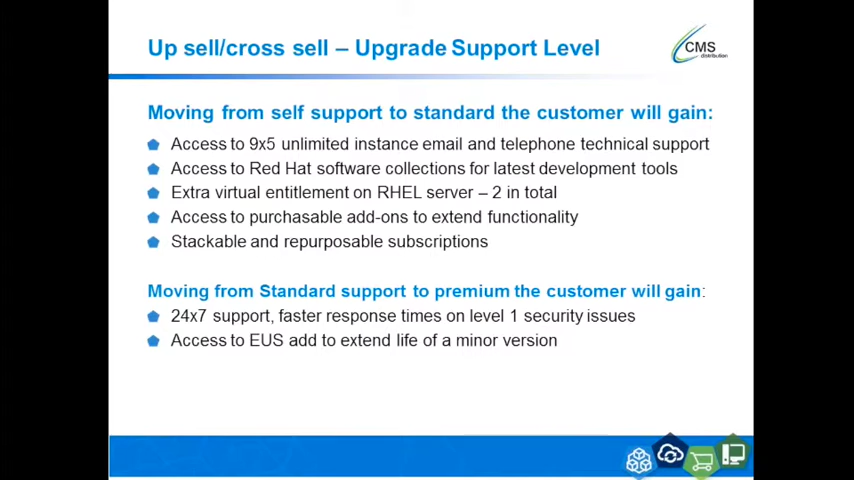 Up sell/cross sell – Upgrade Support Level
CMS
distribution
Moving from self support to standard the customer will gain:
Access to 9x5 unlimited instance email and telephone technical support
Access to Red Hat software collections for latest development tools
Extra virtual entitlement on RHEL server – 2 in total
Access to purchasable add-ons to extend functionality
Stackable and repurposable subscriptions
Moving from Standard support to premium the customer will gain:
24x7 support, faster response times on level 1 security issues
Access to EUS add to extend life of a minor version